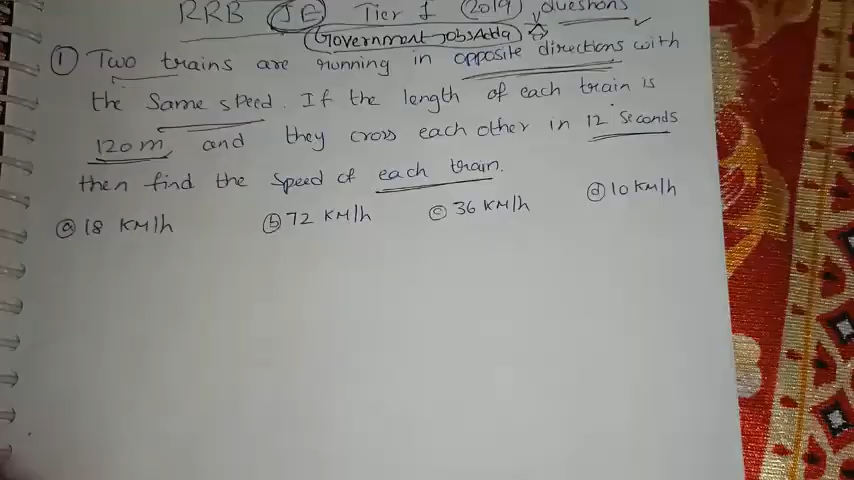 RRB JE Tier 1 (2019) Questions
Government JobsAdda
① Two trains are running in opposite directions with
the Same speed. If the length of each train is
120m, and they cross each other in 12 Seconds
then find the Speed of each train.
ⓐ 18 KM/h ⓑ 72 KM/h ⓒ 36 KM/h ⓓ 10 KM/h